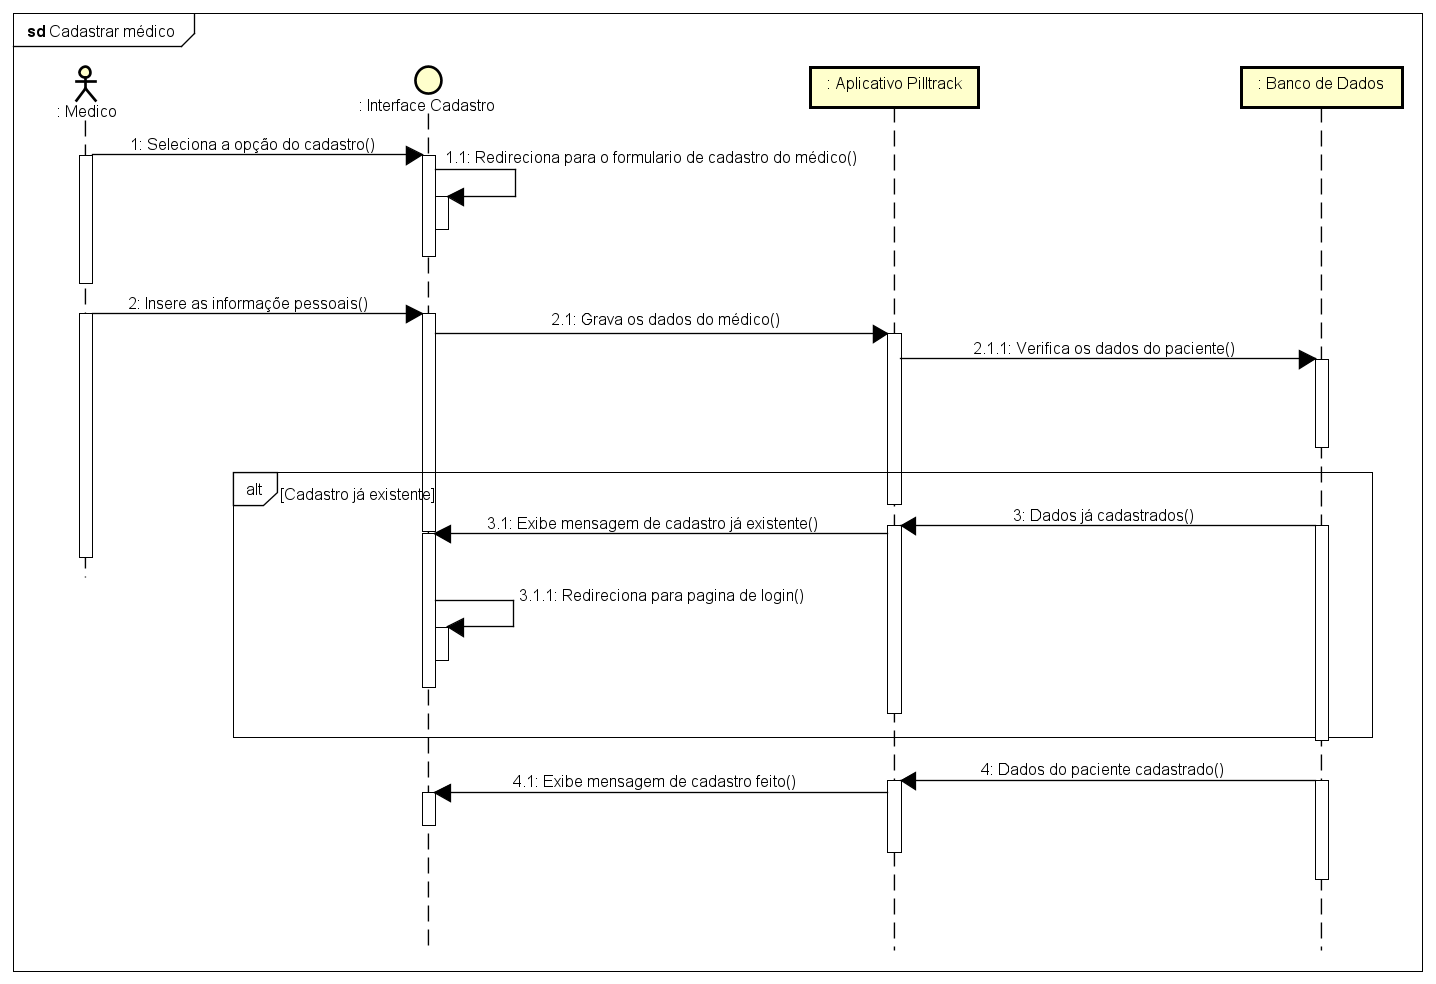 sd Cadastrar médico
: Medico
: Interface Cadastro
: Aplicativo Pilltrack
: Banco de Dados
1: Seleciona a opção do cadastro()
1.1: Redireciona para o formulario de cadastro do médico()
2: Insere as informaçõe pessoais()
2.1: Grava os dados do médico()
2.1.1: Verifica os dados do paciente()
alt
[Cadastro já existente]
3: Dados já cadastrados()
3.1: Exibe mensagem de cadastro já existente()
3.1.1: Redireciona para pagina de login()
4: Dados do paciente cadastrado()
4.1: Exibe mensagem de cadastro feito()